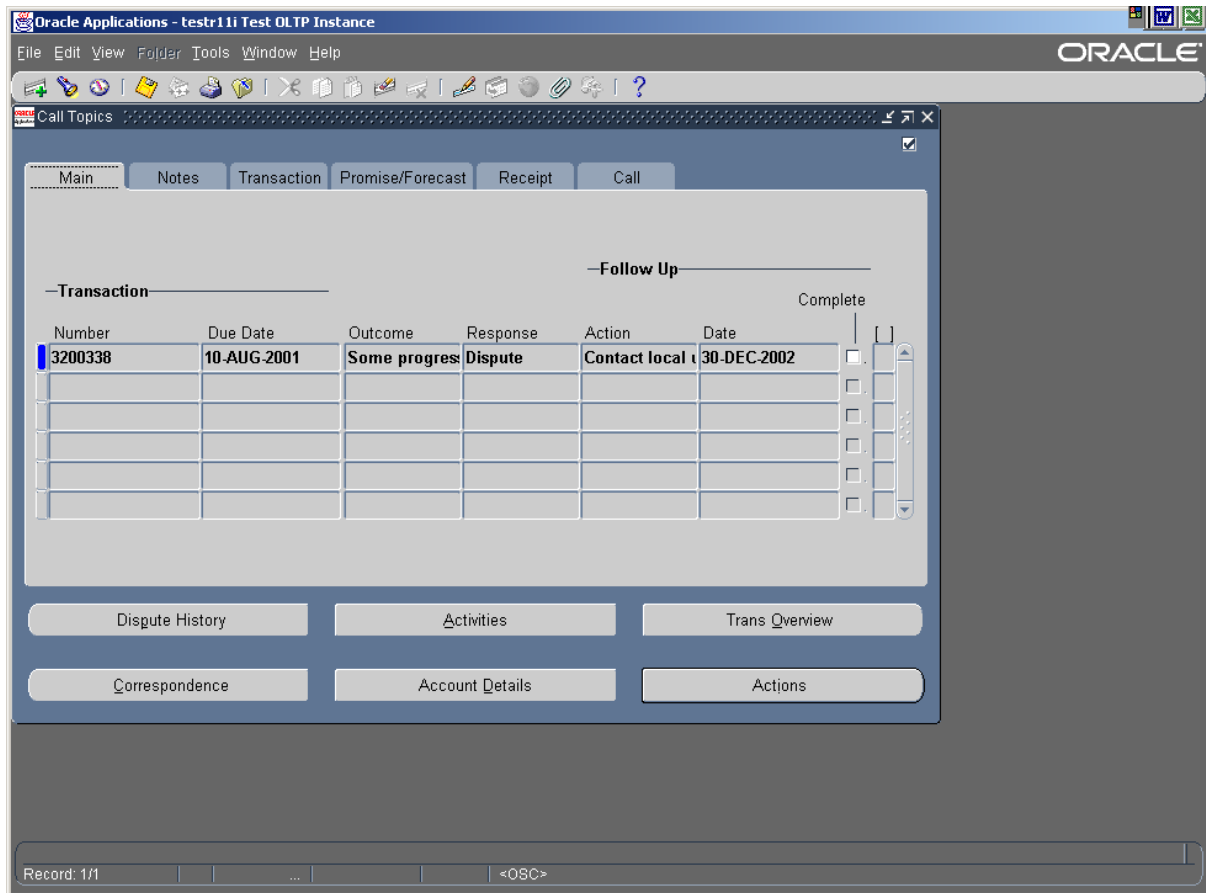 Oracle Applications - testr11i Test OLTP Instance
File Edit View Folder Tools Window Help
ORACLE
Call Topics
Main Notes Transaction Promise/Forecast Receipt Call
Follow Up
Transaction
Complete
Number Due Date Outcome Response Action Date [ ]
3200338 10-AUG-2001 Some progres Dispute Contact local 30-DEC-2002
Dispute History Activities Trans Overview
Correspondence Account Details Actions
Record: 1/1 ... <OSC>